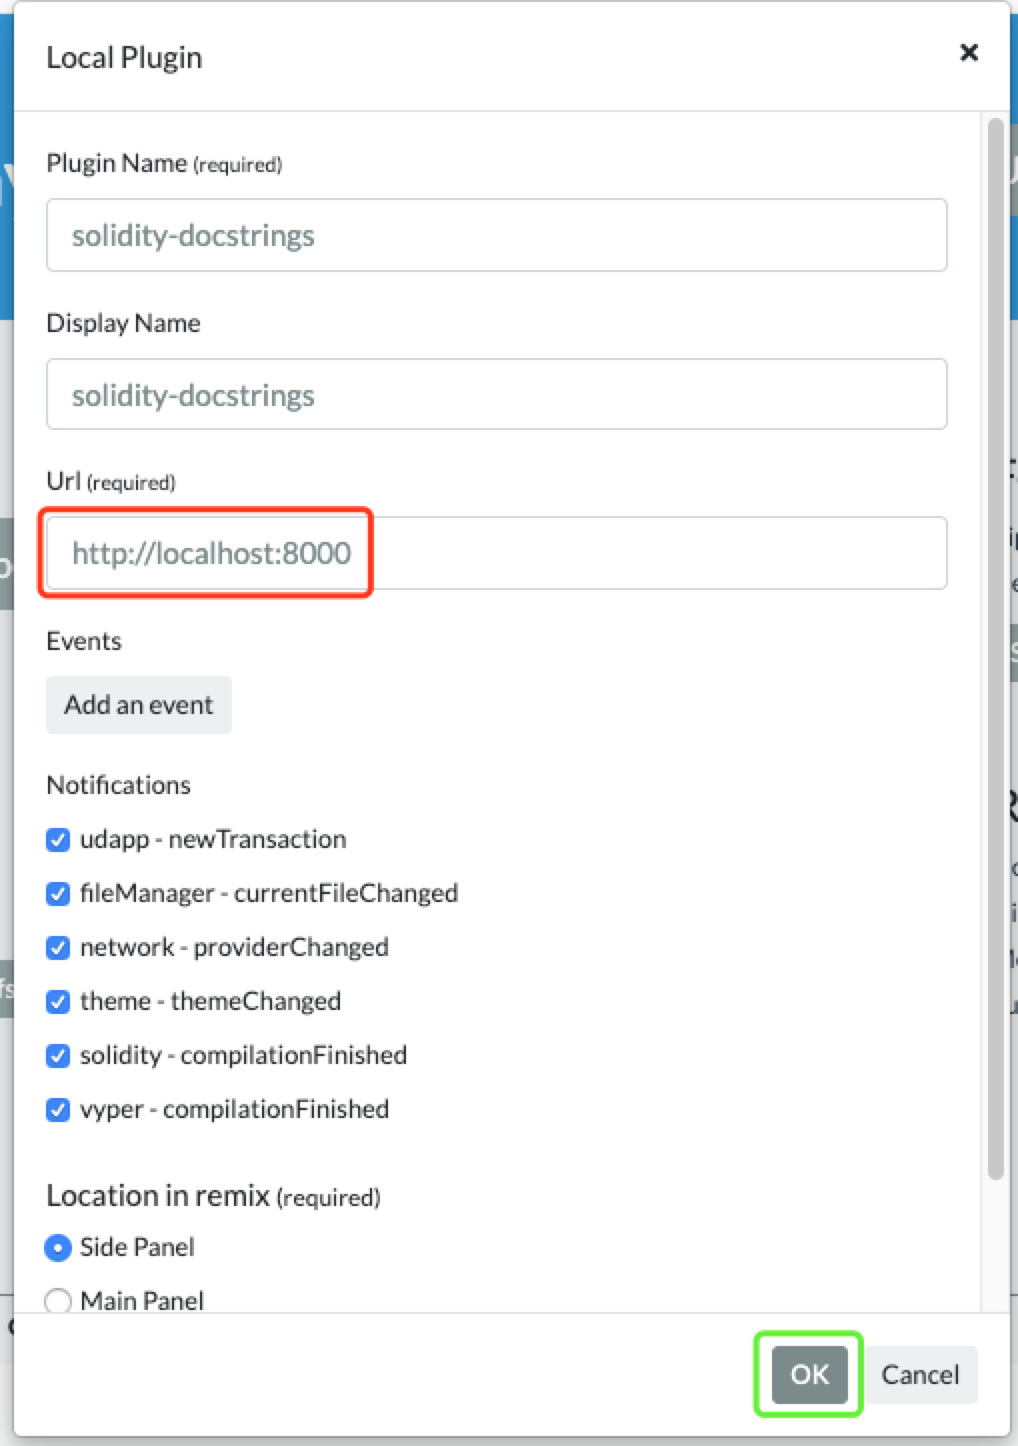 Local Plugin
Plugin Name (required)
solidity-docstrings
Display Name
solidity-docstrings
Url (required)
http://localhost:8000
Events
Add an event
Notifications
udapp - newTransaction
fileManager - currentFileChanged
network - providerChanged
theme - themeChanged
solidity - compilationFinished
vyper - compilationFinished
Location in remix (required)
Side Panel
Main Panel
OK Cancel